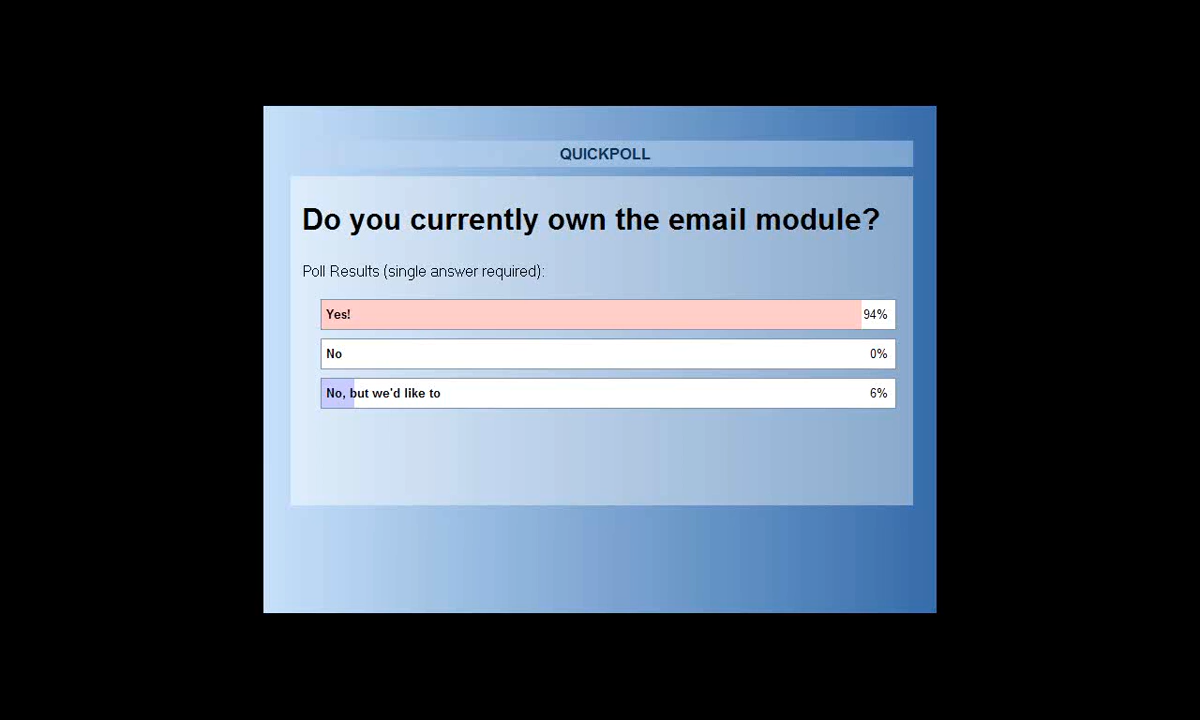 QUICKPOLL
Do you currently own the email module?
Poll Results (single answer required):
Yes! 94%
No 0%
No, but we'd like to 6%